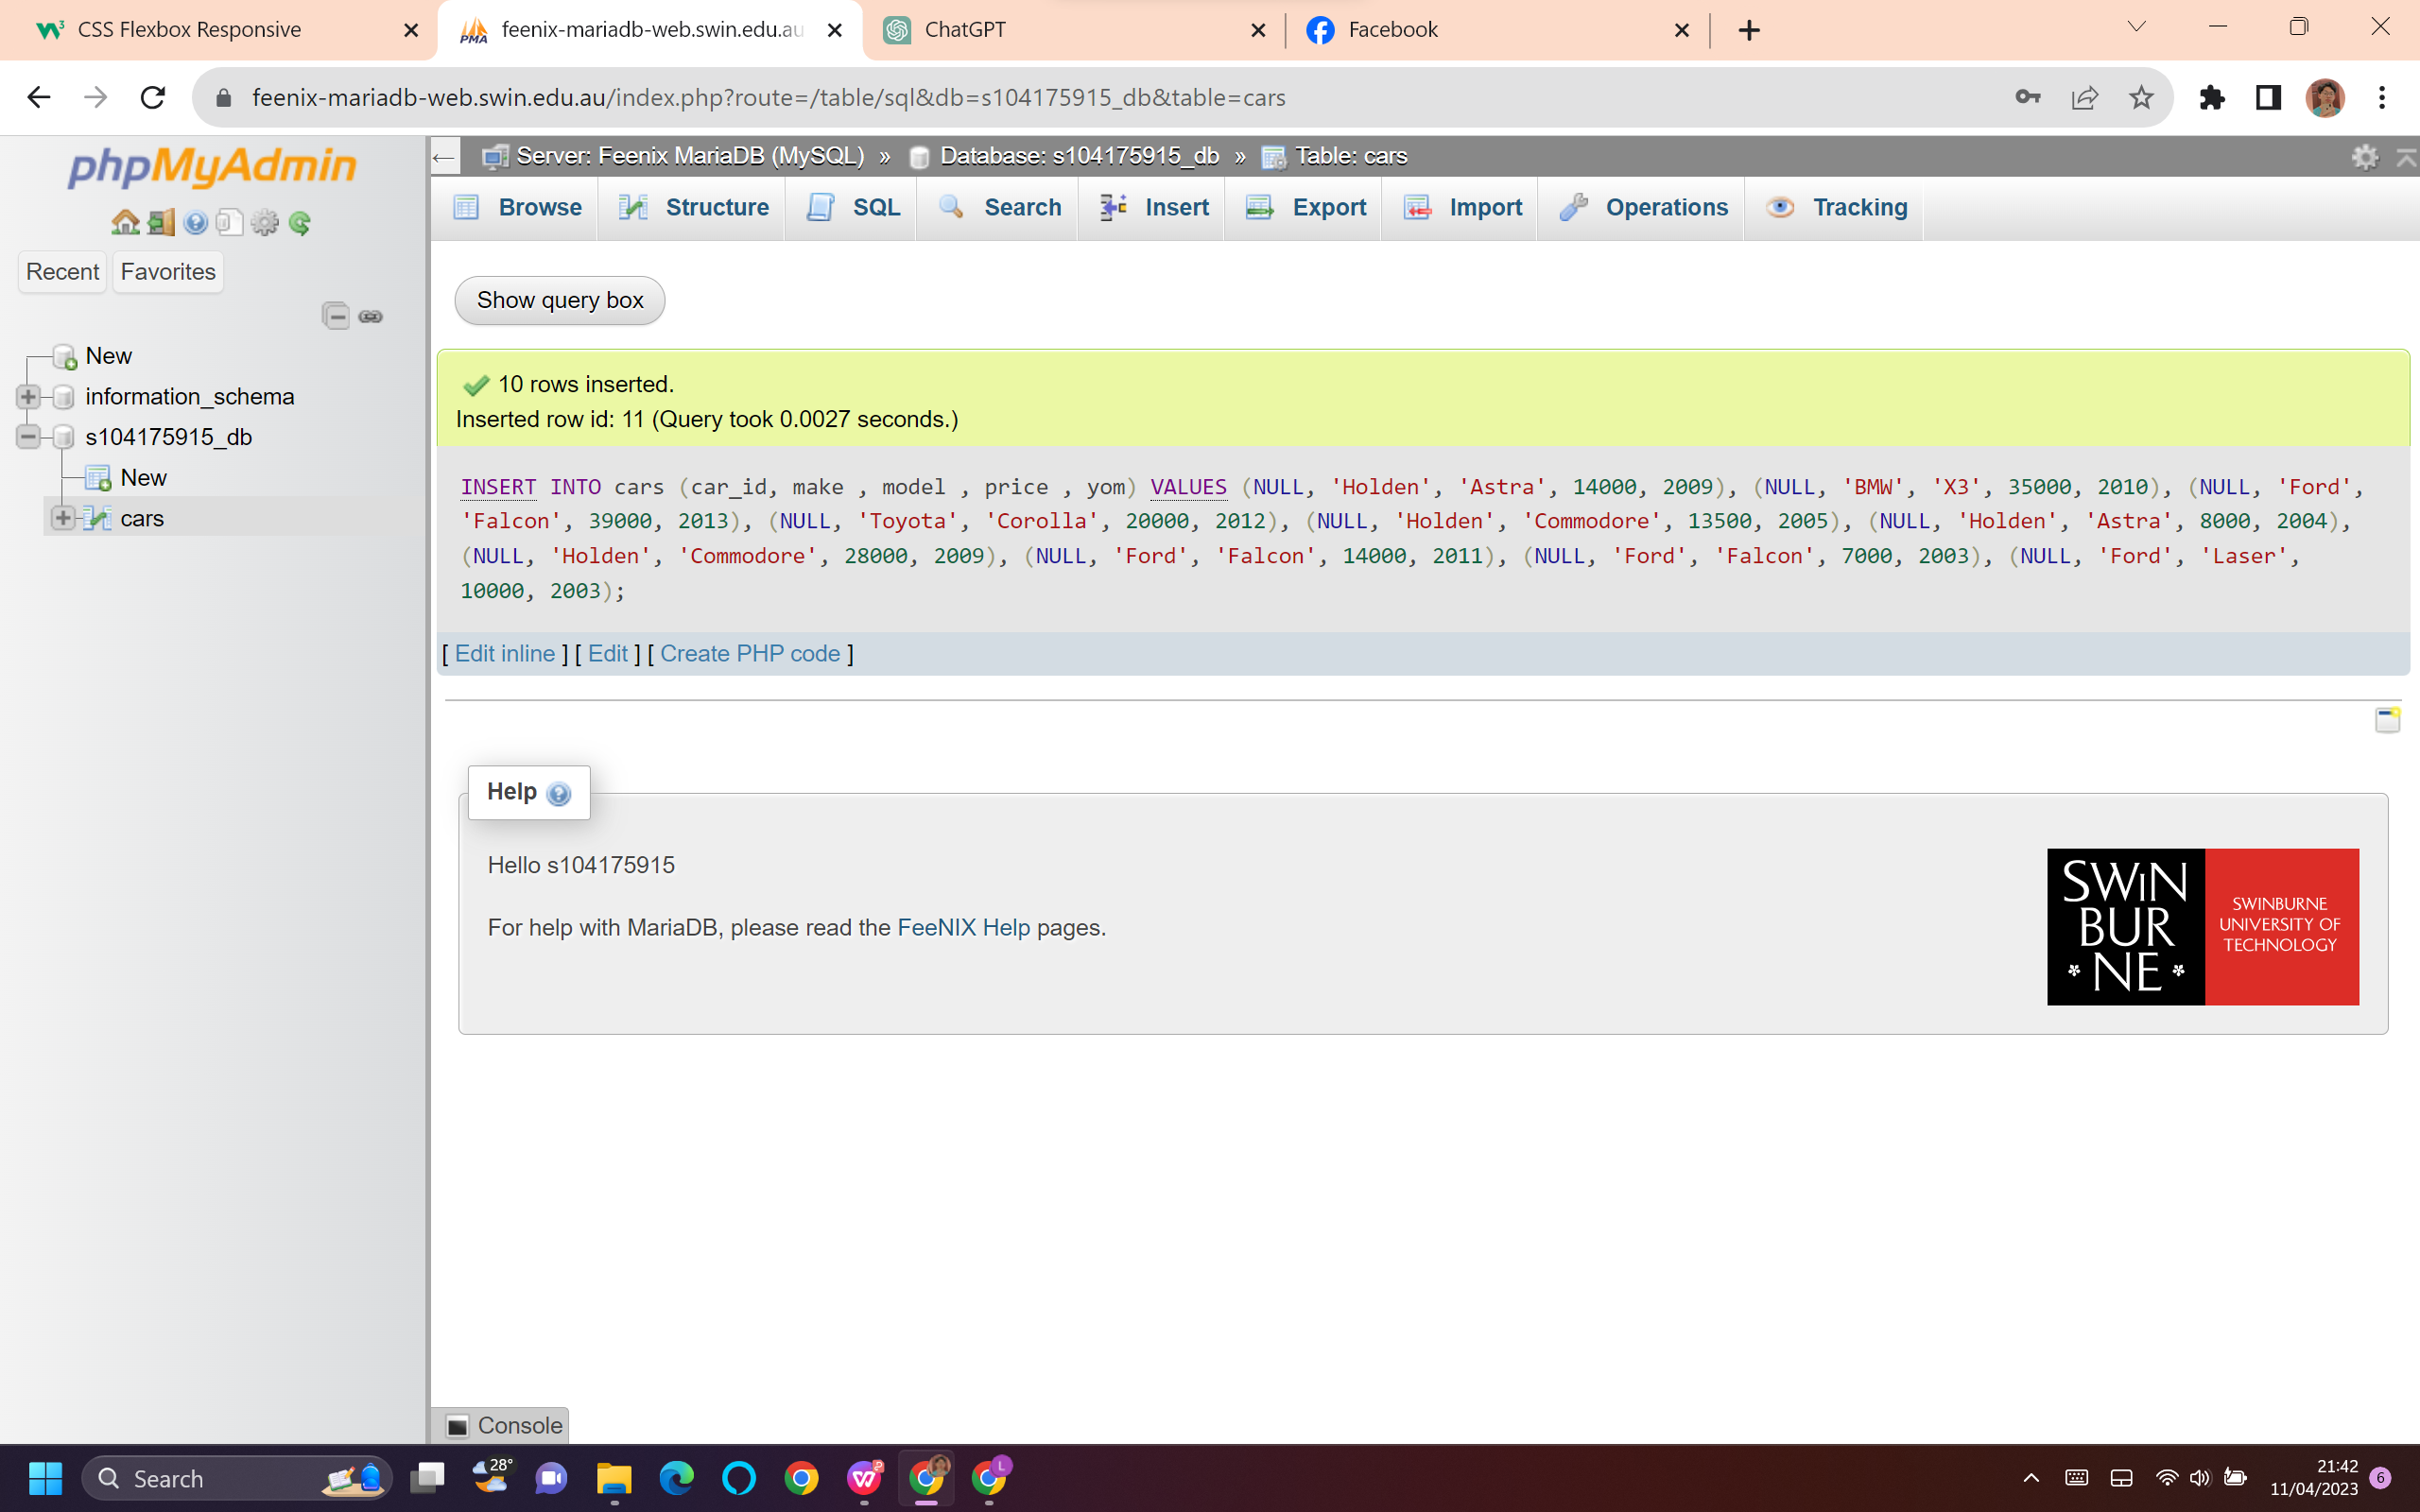 CSS Flexbox Responsive
feenix-mariadb-web.swin.edu.au
ChatGPT
Facebook
feenix-mariadb-web.swin.edu.au/index.php?route=/table/sql&db=s104175915_db&table=cars
phpMyAdmin
Recent
Favorites
New
information_schema
s104175915_db
New
cars
Server: Feenix MariaDB (MySQL) » Database: s104175915_db » Table: cars
Browse Structure SQL Search Insert Export Import Operations Tracking
Show query box
10 rows inserted.
Inserted row id: 11 (Query took 0.0027 seconds.)
INSERT INTO cars (car_id, make , model , price , yom) VALUES (NULL, 'Holden', 'Astra', 14000, 2009), (NULL, 'BMW', 'X3', 35000, 2010), (NULL, 'Ford',
'Falcon', 39000, 2013), (NULL, 'Toyota', 'Corolla', 20000, 2012), (NULL, 'Holden', 'Commodore', 13500, 2005), (NULL, 'Holden', 'Astra', 8000, 2004),
(NULL, 'Holden', 'Commodore', 28000, 2009), (NULL, 'Ford', 'Falcon', 14000, 2011), (NULL, 'Ford', 'Falcon', 7000, 2003), (NULL, 'Ford', 'Laser',
10000, 2003);
[ Edit inline ] [ Edit ] [ Create PHP code ]
Help
Hello s104175915
For help with MariaDB, please read the FeeNIX Help pages.
SWIN
BUR
* NE *
SWINBURNE
UNIVERSITY OF
TECHNOLOGY
Console
Search
28°
L
21:42
11/04/2023
6